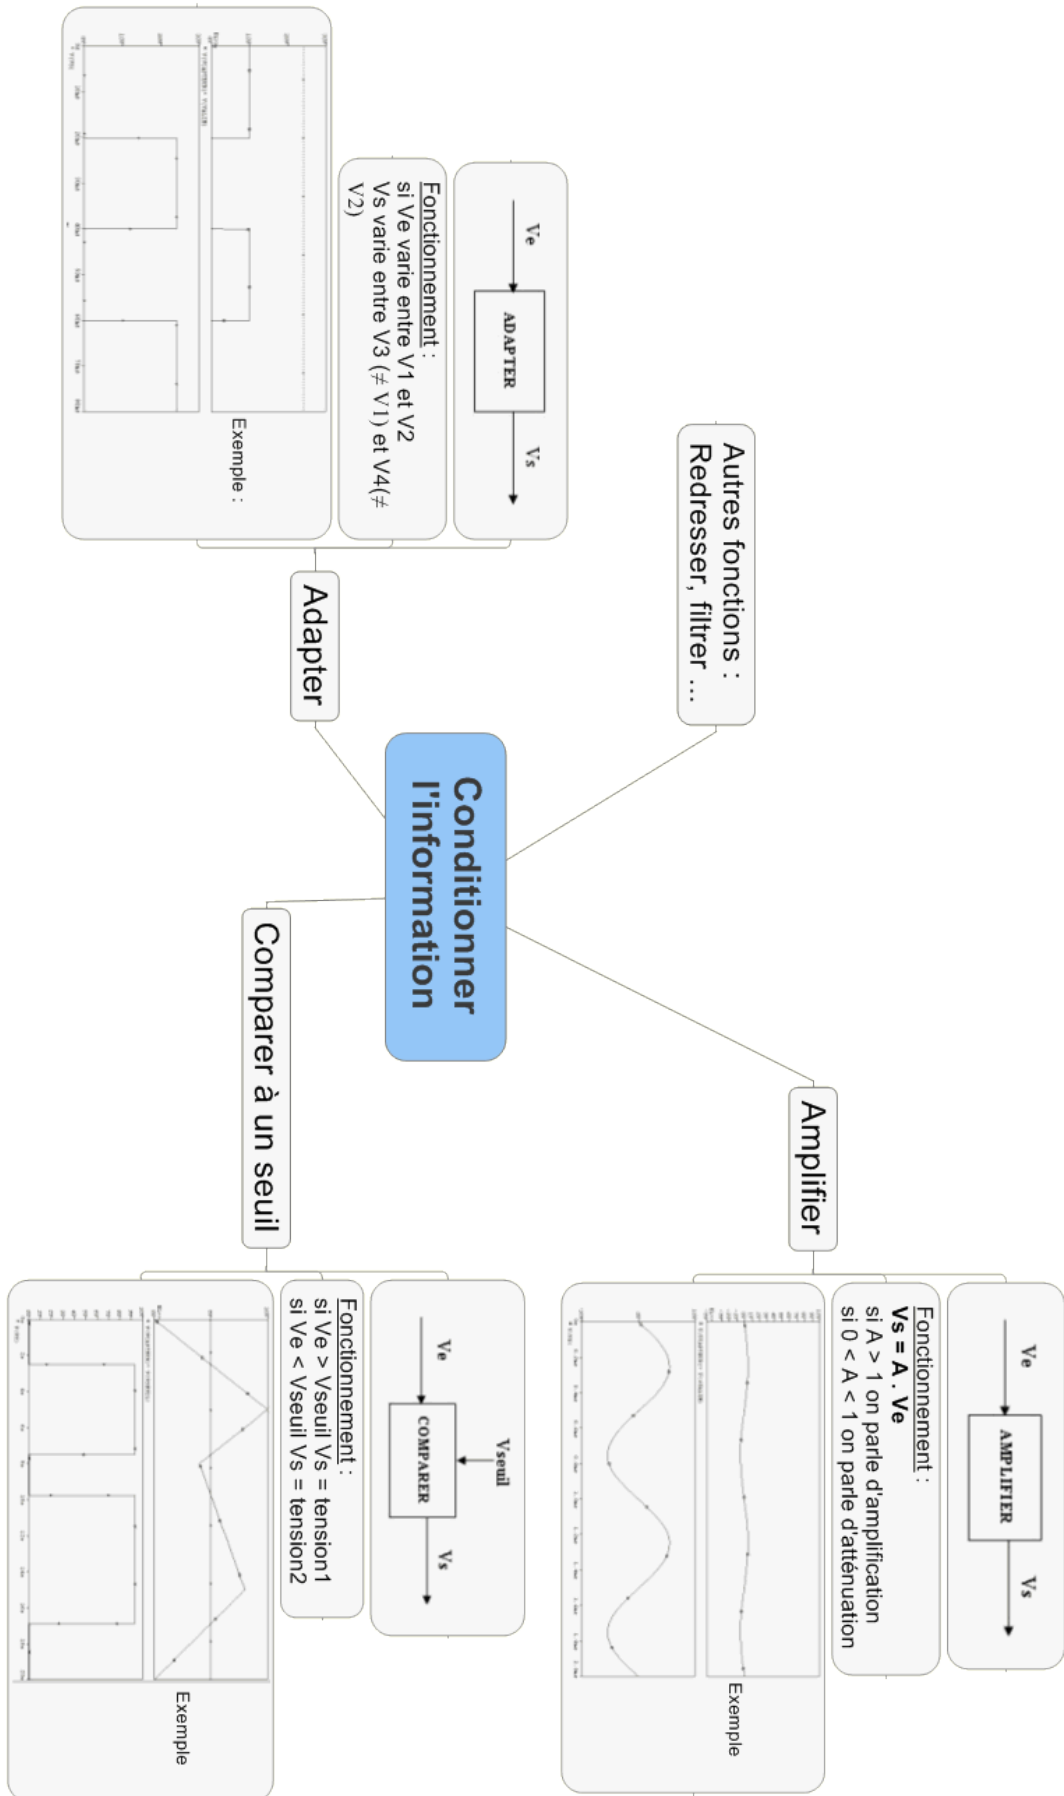 Conditionner
l'information
Autres fonctions :
Redresser, filtrer ...
Amplifier
Ve
AMPLIFIER
Vs
Fonctionnement :
Vs = A . Ve
si A > 1 on parle d'amplification
si 0 < A < 1 on parle d'atténuation
Exemple
Adapter
Ve
ADAPTER
Vs
Fonctionnement :
si Ve varie entre V1 et V2
Vs varie entre V3 (≠ V1) et V4(≠
V2)
Exemple :
Comparer à un seuil
Vseuil
Ve
COMPARER
Vs
Fonctionnement :
si Ve > Vseuil Vs = tension1
si Ve < Vseuil Vs = tension2
Exemple